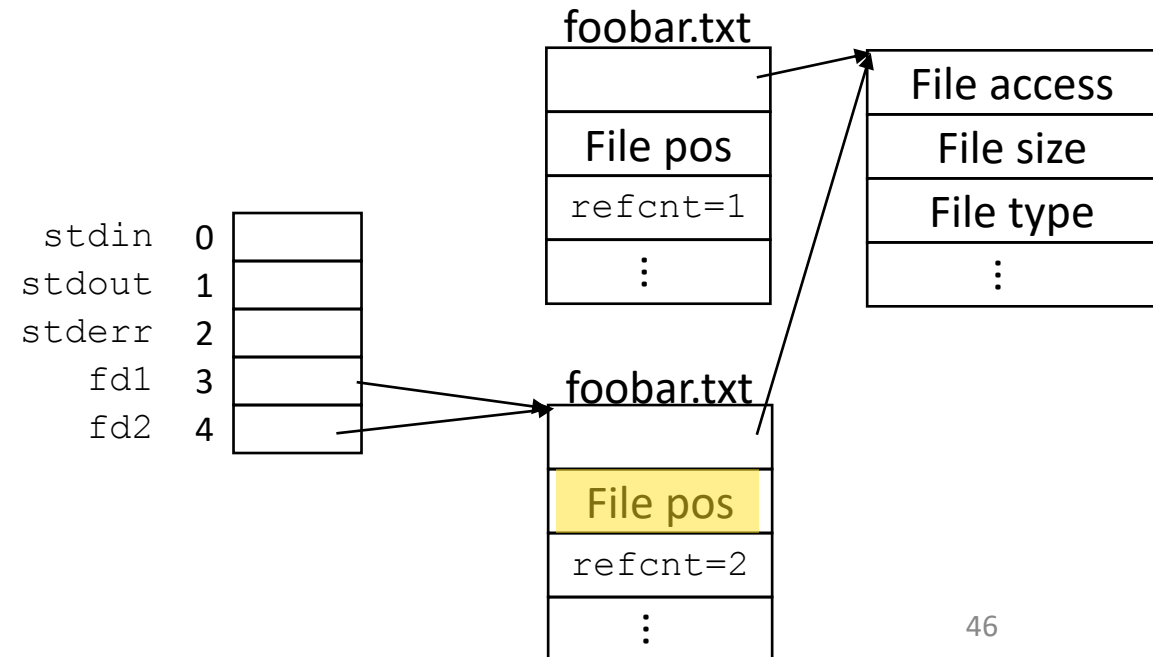 foobar.txt
File pos
refcnt=1
⋮
File access
File size
File type
⋮
stdin 0
stdout 1
stderr 2
fd1 3
fd2 4
foobar.txt
File pos
refcnt=2
⋮
46